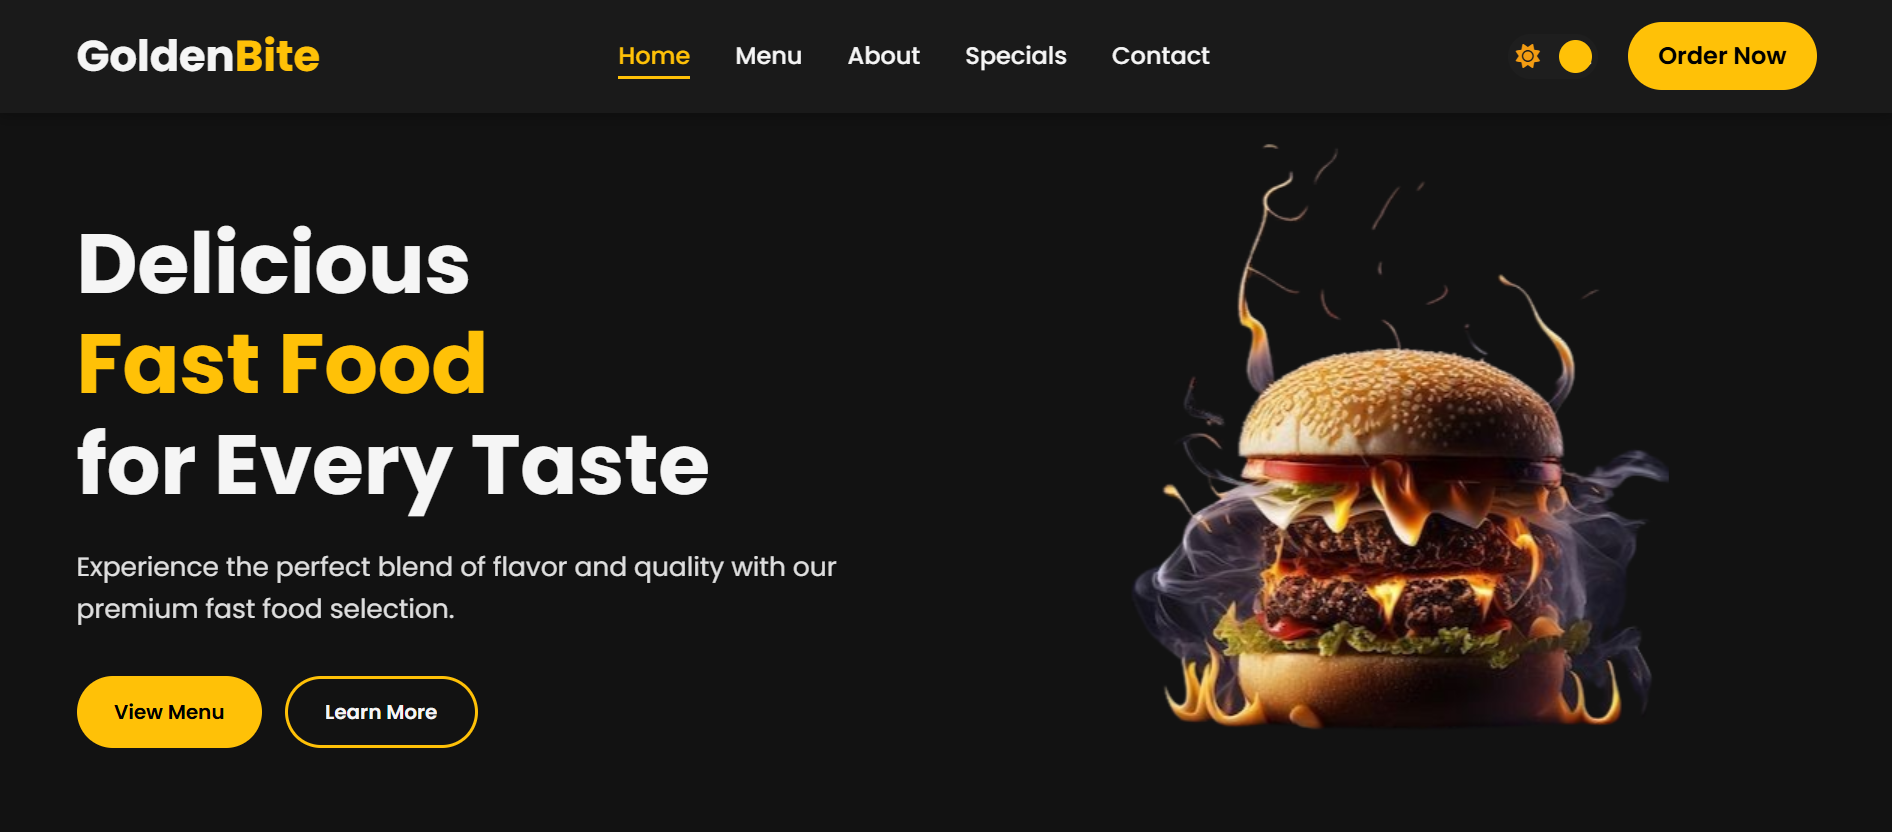 GoldenBite
Home
Menu
About
Specials
Contact
Order Now
Delicious
Fast Food
for Every Taste
Experience the perfect blend of flavor and quality with our
premium fast food selection.
View Menu
Learn More